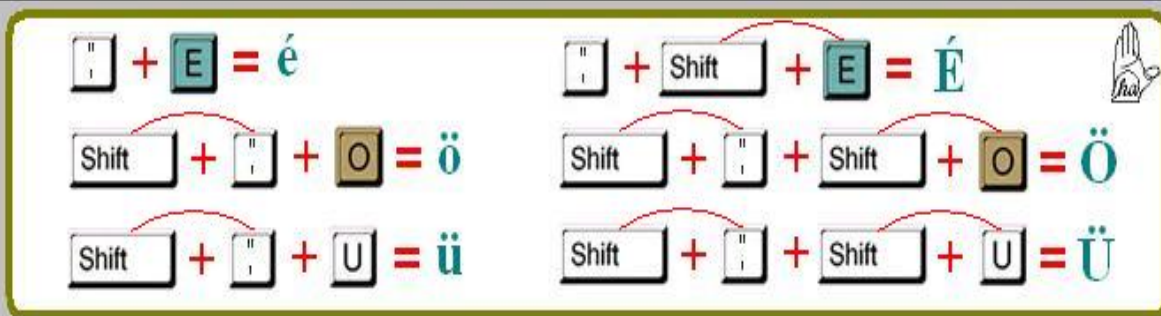 " ' + E = é
" ' + Shift + E = É
ha
Shift + " ' + O = ö
Shift + " ' + Shift + O = Ö
Shift + " ' + U = ü
Shift + " ' + Shift + U = Ü